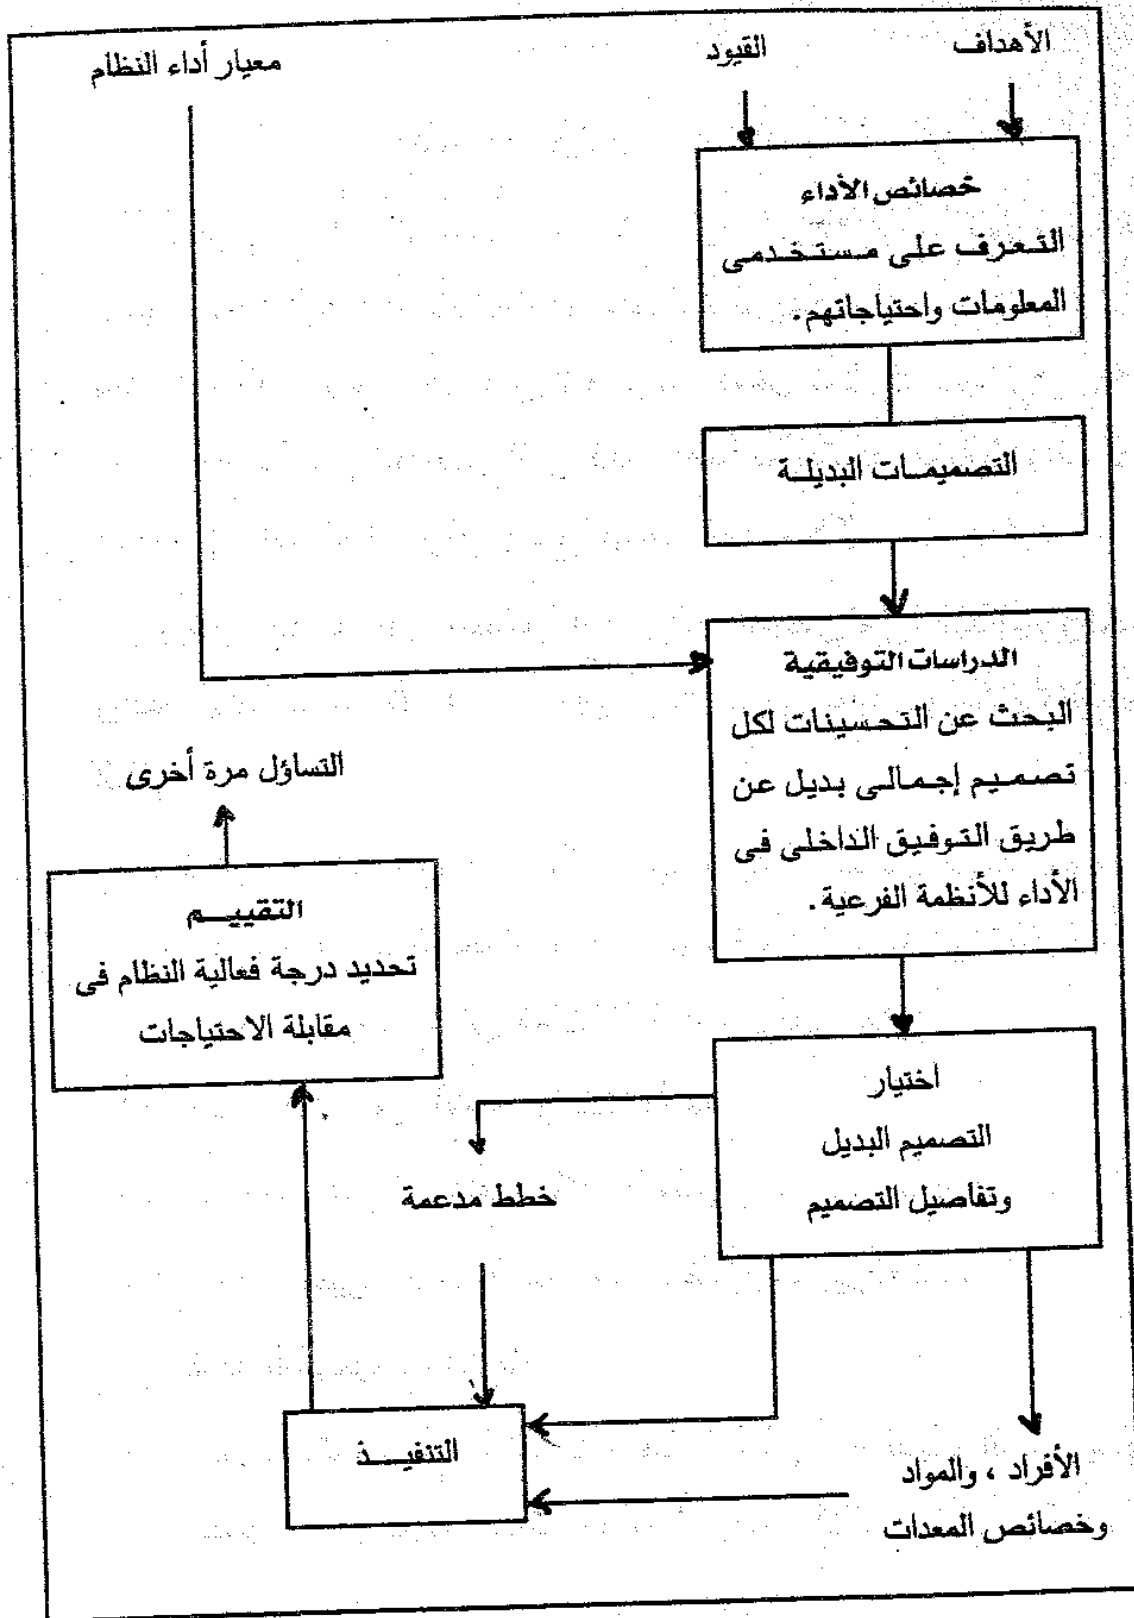 الأهداف
القيود
معيار أداء النظام
خصائص الأداء
التعرف على مستخدمى
المعلومات واحتياجاتهم.
التصميمات البديلة
الدراسات التوفيقية
البحث عن التحسينات لكل
تصميم إجمالى بديل عن
طريق التوفيق الداخلى فى
الأداء للأنظمة الفرعية.
التساؤل مرة أخرى
التقييم
تحديد درجة فعالية النظام فى
مقابلة الاحتياجات
اختيار
التصميم البديل
وتفاصيل التصميم
خطط مدعمة
التنفيذ
الأفراد ، والمواد
وخصائص المعدات